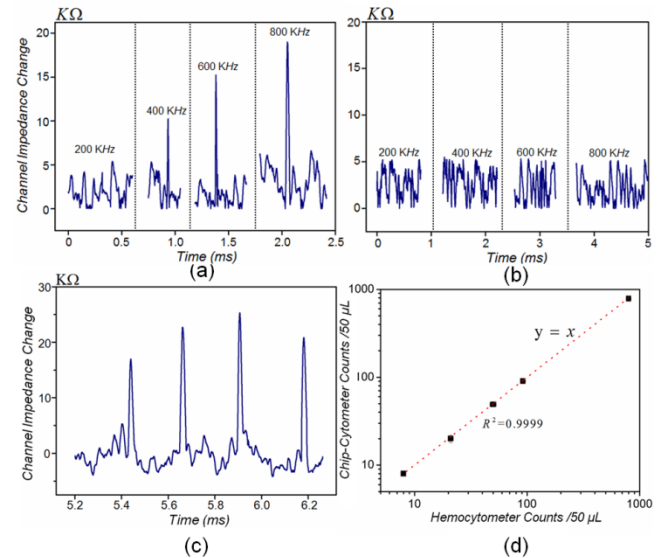 KΩ
Channel Impedance Change
20
15
10
5
0
200 KHz
400 KHz
600 KHz
800 KHz
0 0.5 1.0 1.5 2.0 2.5
Time (ms)
(a)
KΩ
Channel Impedance Change
20
15
10
5
0
200 KHz
400 KHz
600 KHz
800 KHz
0 1 2 3 4 5
Time (ms)
(b)
KΩ
Channel Impedance Change
30
20
10
0
5.2 5.4 5.6 5.8 6.0 6.2
Time (ms)
(c)
Chip-Cytometer Counts /50 μL
1000
100
10
y = x
R²=0.9999
10 100 1000
Hemocytometer Counts /50 μL
(d)